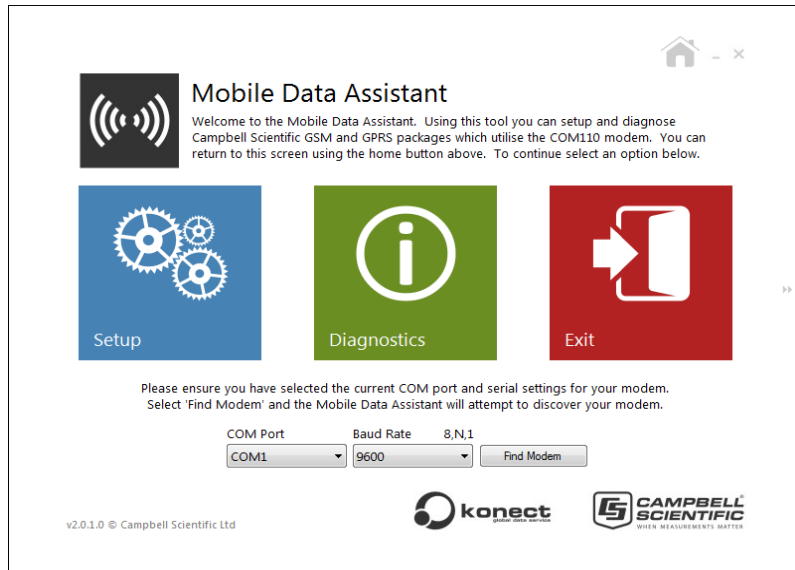 Mobile Data Assistant
Welcome to the Mobile Data Assistant. Using this tool you can setup and diagnose
Campbell Scientific GSM and GPRS packages which utilise the COM110 modem. You can
return to this screen using the home button above. To continue select an option below.
Setup
Diagnostics
Exit
Please ensure you have selected the current COM port and serial settings for your modem.
Select 'Find Modem' and the Mobile Data Assistant will attempt to discover your modem.
COM Port Baud Rate 8,N,1
COM1 9600 Find Modem
v2.0.1.0 © Campbell Scientific Ltd
konect
global data service
CAMPBELL
SCIENTIFIC
WHEN MEASUREMENTS MATTER